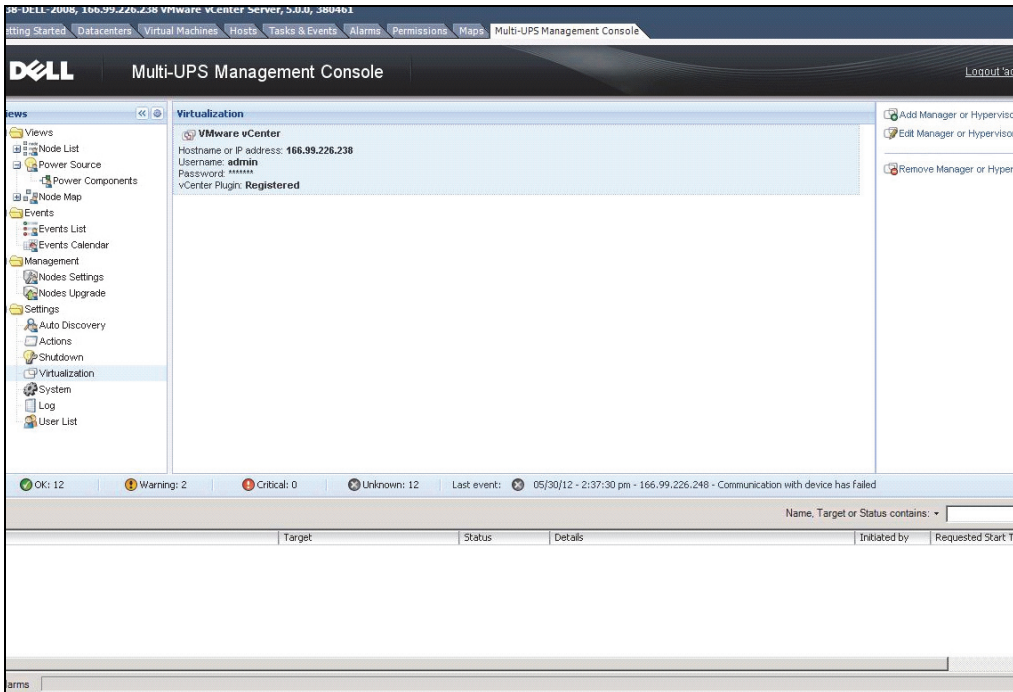 38-DELL-2008, 166.99.226.238 VMware vCenter Server, 5.0.0, 380461
etting Started Datacenters Virtual Machines Hosts Tasks & Events Alarms Permissions Maps Multi-UPS Management Console
DELL Multi-UPS Management Console Logout 'ad
iews
Views
Node List
Power Source
Power Components
Node Map
Events
Events List
Events Calendar
Management
Nodes Settings
Nodes Upgrade
Settings
Auto Discovery
Actions
Shutdown
Virtualization
System
Log
User List
Virtualization
VMware vCenter
Hostname or IP address: 166.99.226.238
Username: admin
Password: *******
vCenter Plugin: Registered
Add Manager or Hyperviso
Edit Manager or Hypervisor
Remove Manager or Hyper
OK: 12 Warning: 2 Critical: 0 Unknown: 12 Last event: 05/30/12 - 2:37:30 pm - 166.99.226.248 - Communication with device has failed
Name, Target or Status contains:
Target Status Details Initiated by Requested Start T
larms